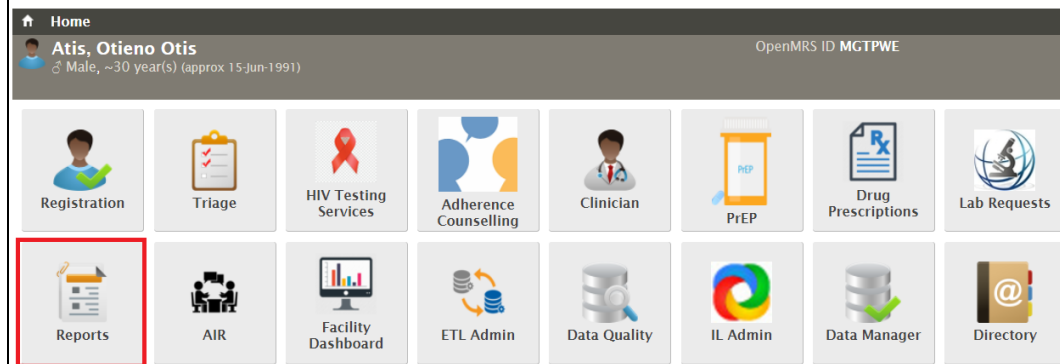 Home
Atis, Otieno Otis
OpenMRS ID MGTPWE
♂ Male, ~30 year(s) (approx 15-Jun-1991)
Registration
Triage
HIV Testing
Services
Adherence
Counselling
Clinician
PrEP
PrEP
Drug
Prescriptions
Rx
Lab Requests
Reports
AIR
Facility
Dashboard
ETL Admin
Data Quality
IL Admin
Data Manager
@
Directory